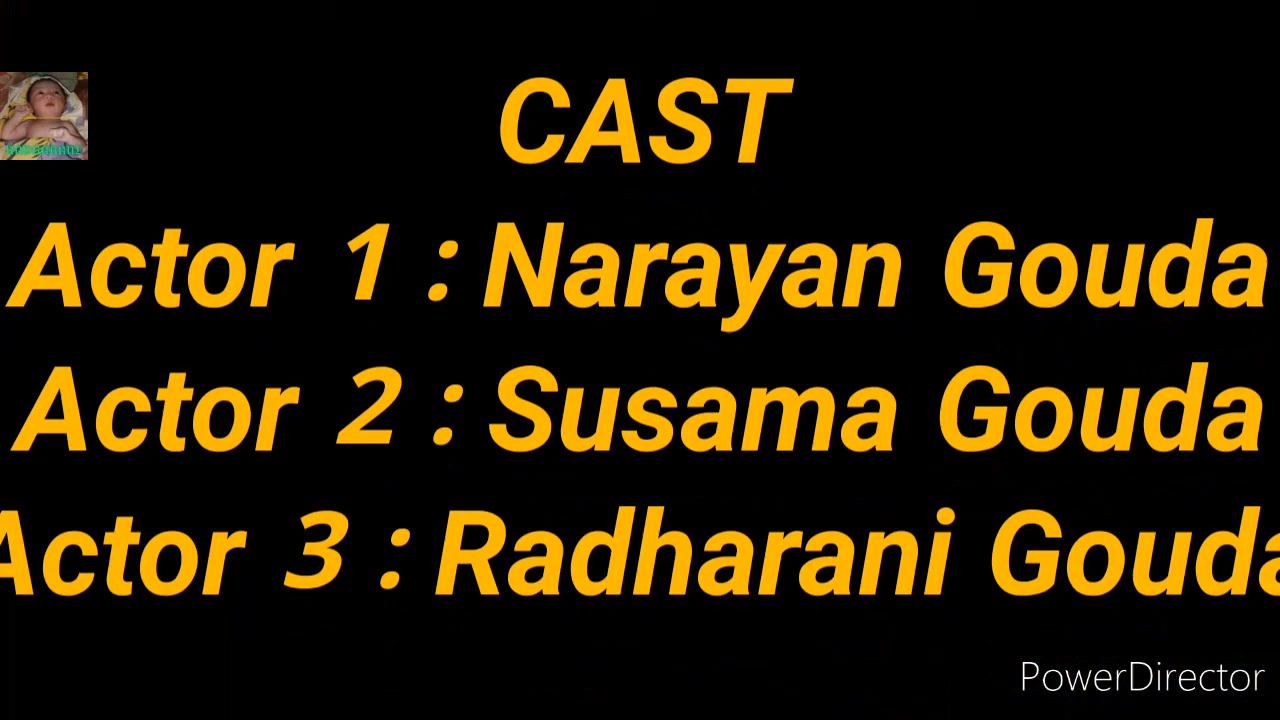 CAST
Actor 1 : Narayan Gouda
Actor 2 : Susama Gouda
Actor 3 : Radharani Gouda
PowerDirector